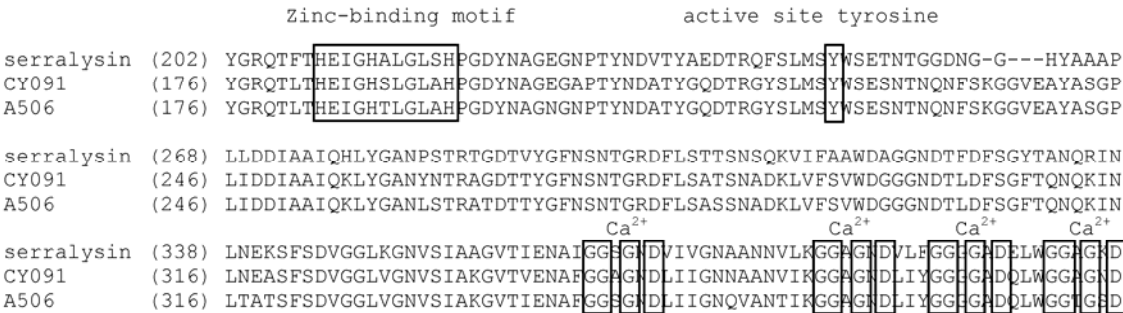 Zinc-binding motif active site tyrosine
serralysin (202) YGRQTFTHEIGHALGLSHPGDYNAGEGNPTYNDVTYAEDTRQFSLMSYWSETNTGGDNG-G---HYAAAP
CY091 (176) YGRQTLTHEIGHSLGLAHPGDYNAGEGAPTYNDATYGQDTRGYSLMSYWSESNTNQNFSKGGVEAYASGP
A506 (176) YGRQTLTHEIGHTLGLAHPGDYNAGNGNPTYNDATYGQDTRGYSLMSYWSESNTNQNFSKGGVEAYASGP
serralysin (268) LLDDIAAIQHLYGANPSTRTGDTVYGFNSNTGRDFLSTTSNSQKVIFAAWDAGGNDTFDFSGYTANQRIN
CY091 (246) LIDDIAAIQKLYGANYNTRAGDTTYGFNSNTGRDFLSATSNADKLVFSVWDGGGNDTLDFSGFTQNQKIN
A506 (246) LIDDIAAIQKLYGANLSTRATDTTYGFNSNTGRDFLSASSNADKLVFSVWDGGGNDTLDFSGFTQNQKIN
Ca2+ Ca2+ Ca2+ Ca2+
serralysin (338) LNEKSFSDVGGLKGNVSIAAGVTIENAIGGSGNDVIVGNAANNVLKGGAGNDVLFGGGGADELWGGAGKD
CY091 (316) LNEASFSDVGGLVGNVSIAKGVTVENAFGGAGNDLIIGNNAANVIKGGAGNDLIYGGGGADQLWGGAGND
A506 (316) LTATSFSDVGGLVGNVSIAKGVTIENAFGGSGNDLIIGNQVANTIKGGAGNDLIYGGGGADQLWGGTGSD